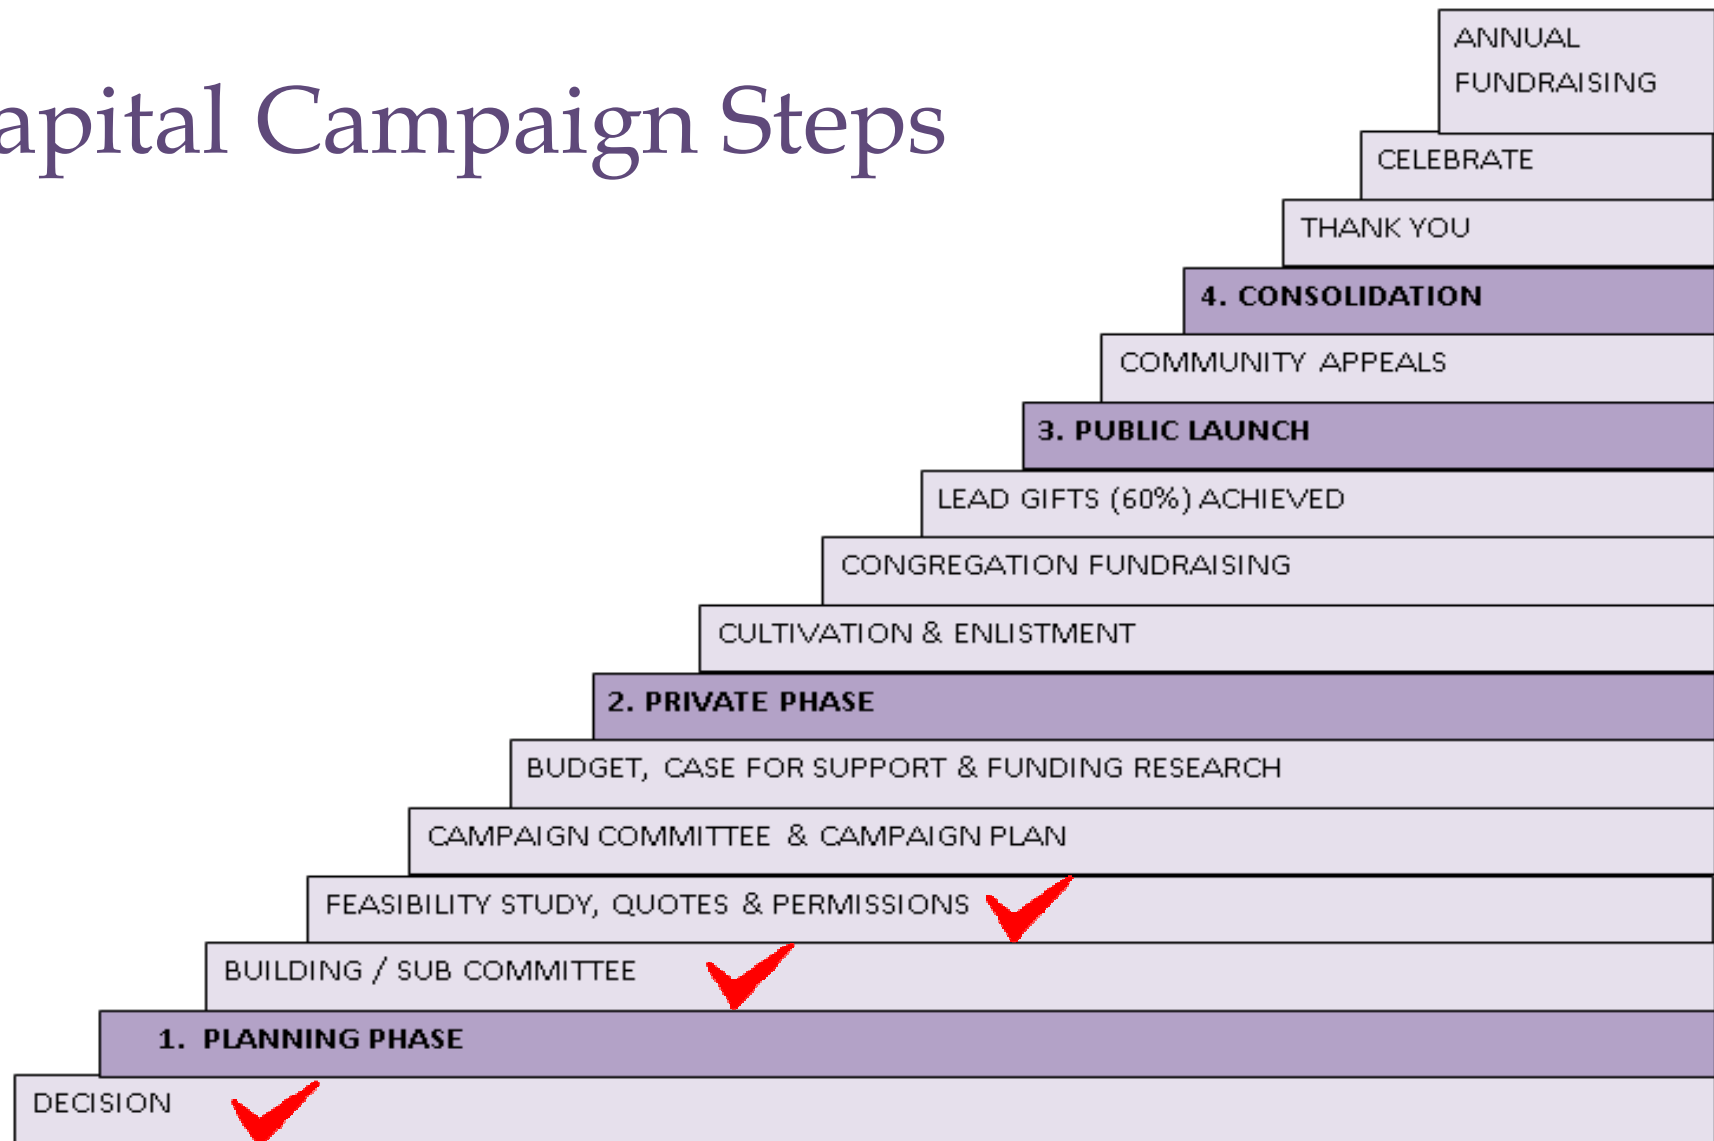 apital Campaign Steps
ANNUAL
FUNDRAISING
CELEBRATE
THANK YOU
4. CONSOLIDATION
COMMUNITY APPEALS
3. PUBLIC LAUNCH
LEAD GIFTS (60%) ACHIEVED
CONGREGATION FUNDRAISING
CULTIVATION & ENLISTMENT
2. PRIVATE PHASE
BUDGET, CASE FOR SUPPORT & FUNDING RESEARCH
CAMPAIGN COMMITTEE & CAMPAIGN PLAN
FEASIBILITY STUDY, QUOTES & PERMISSIONS
BUILDING / SUB COMMITTEE
1. PLANNING PHASE
DECISION